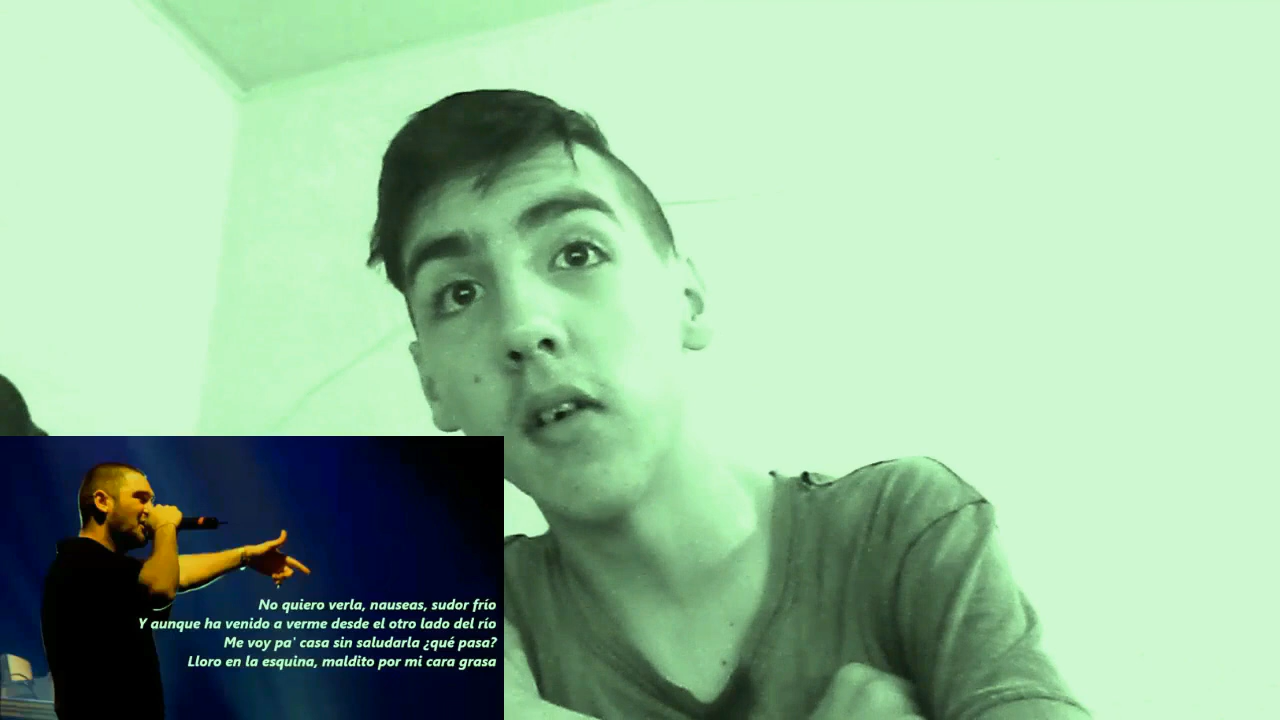 No quiero verla, nauseas, sudor frío
Y aunque ha venido a verme desde el otro lado del río
Me voy pa' casa sin saludarla ¿qué pasa?
Lloro en la esquina, maldito por mi cara grasa